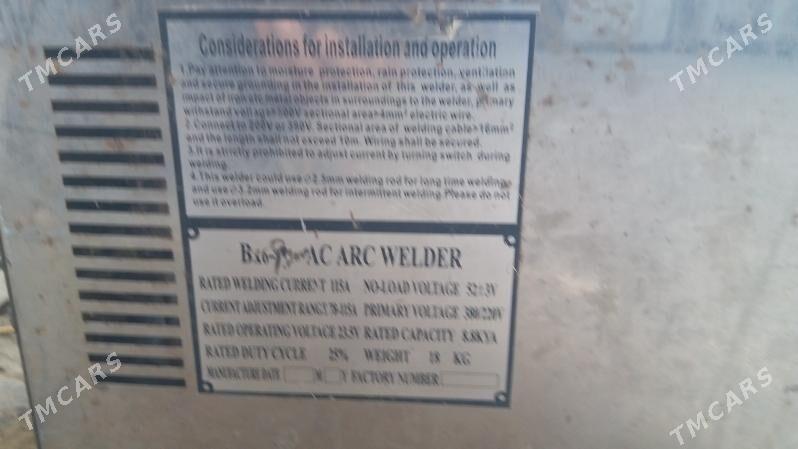 Considerations for installation and operation
1.Pay attention to moisture protection, rain protection, ventilation
and secure grounding in the installation of this welder, as well as
impact of iron etc metal objects in surroundings to the welder, primary
withstand voltage>500V sectional area>4mm² electric wire.
2.Connect to 200V or 380V. Sectional area of welding cable>16mm²
and the length shall not exceed 10m. Wiring shall be secured.
3.It is strictly prohibited to adjust current by turning switch during
welding.
4.This welder could use ∅2.5mm welding rod for long time welding
and use ∅3.2mm welding rod for intermittent welding.Please do not
use it overload.
Bx6- AC ARC WELDER
RATED WELDING CURRENT 115A NO-LOAD VOLTAGE 52±3V
CURRENT ADJUSTMENT RANGE 70-115A PRIMARY VOLTAGE 380/220V
RATED OPERATING VOLTAGE 23.5V RATED CAPACITY 8.8KVA
RATED DUTY CYCLE 25% WEIGHT 18 KG
MANUFACTURE DATE M Y FACTORY NUMBER
TMCARS
TMCARS
TMCARS
TMCARS